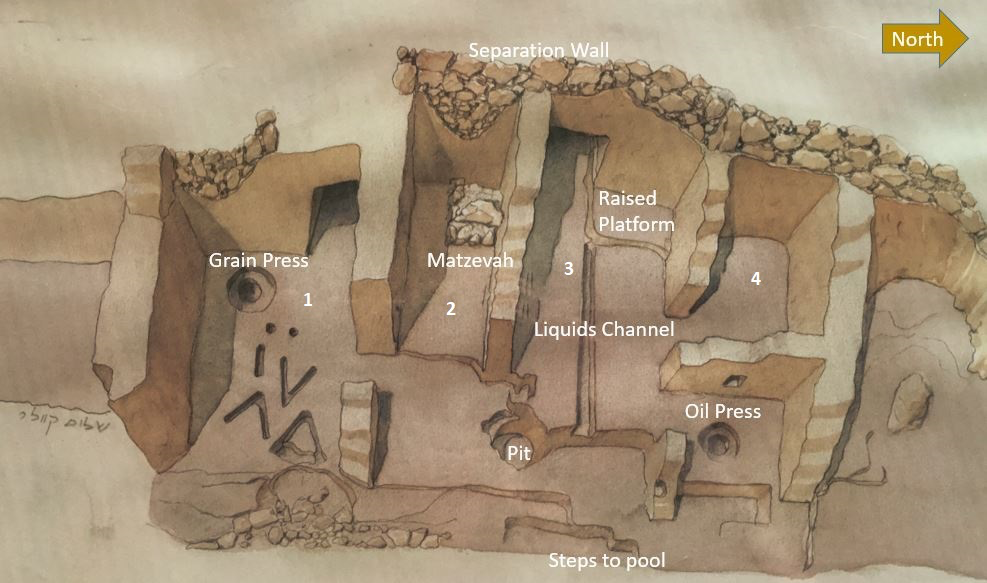 North
Separation Wall
Raised
Platform
Grain Press
Matzevah
3
4
1
2
Liquids Channel
Oil Press
שלום קוולר
Pit
Steps to pool